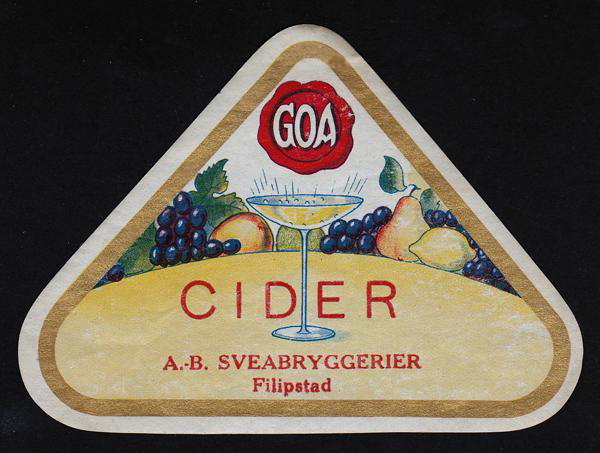 GOA
CIDER
A.-B. SVEABRYGGERIER
Filipstad